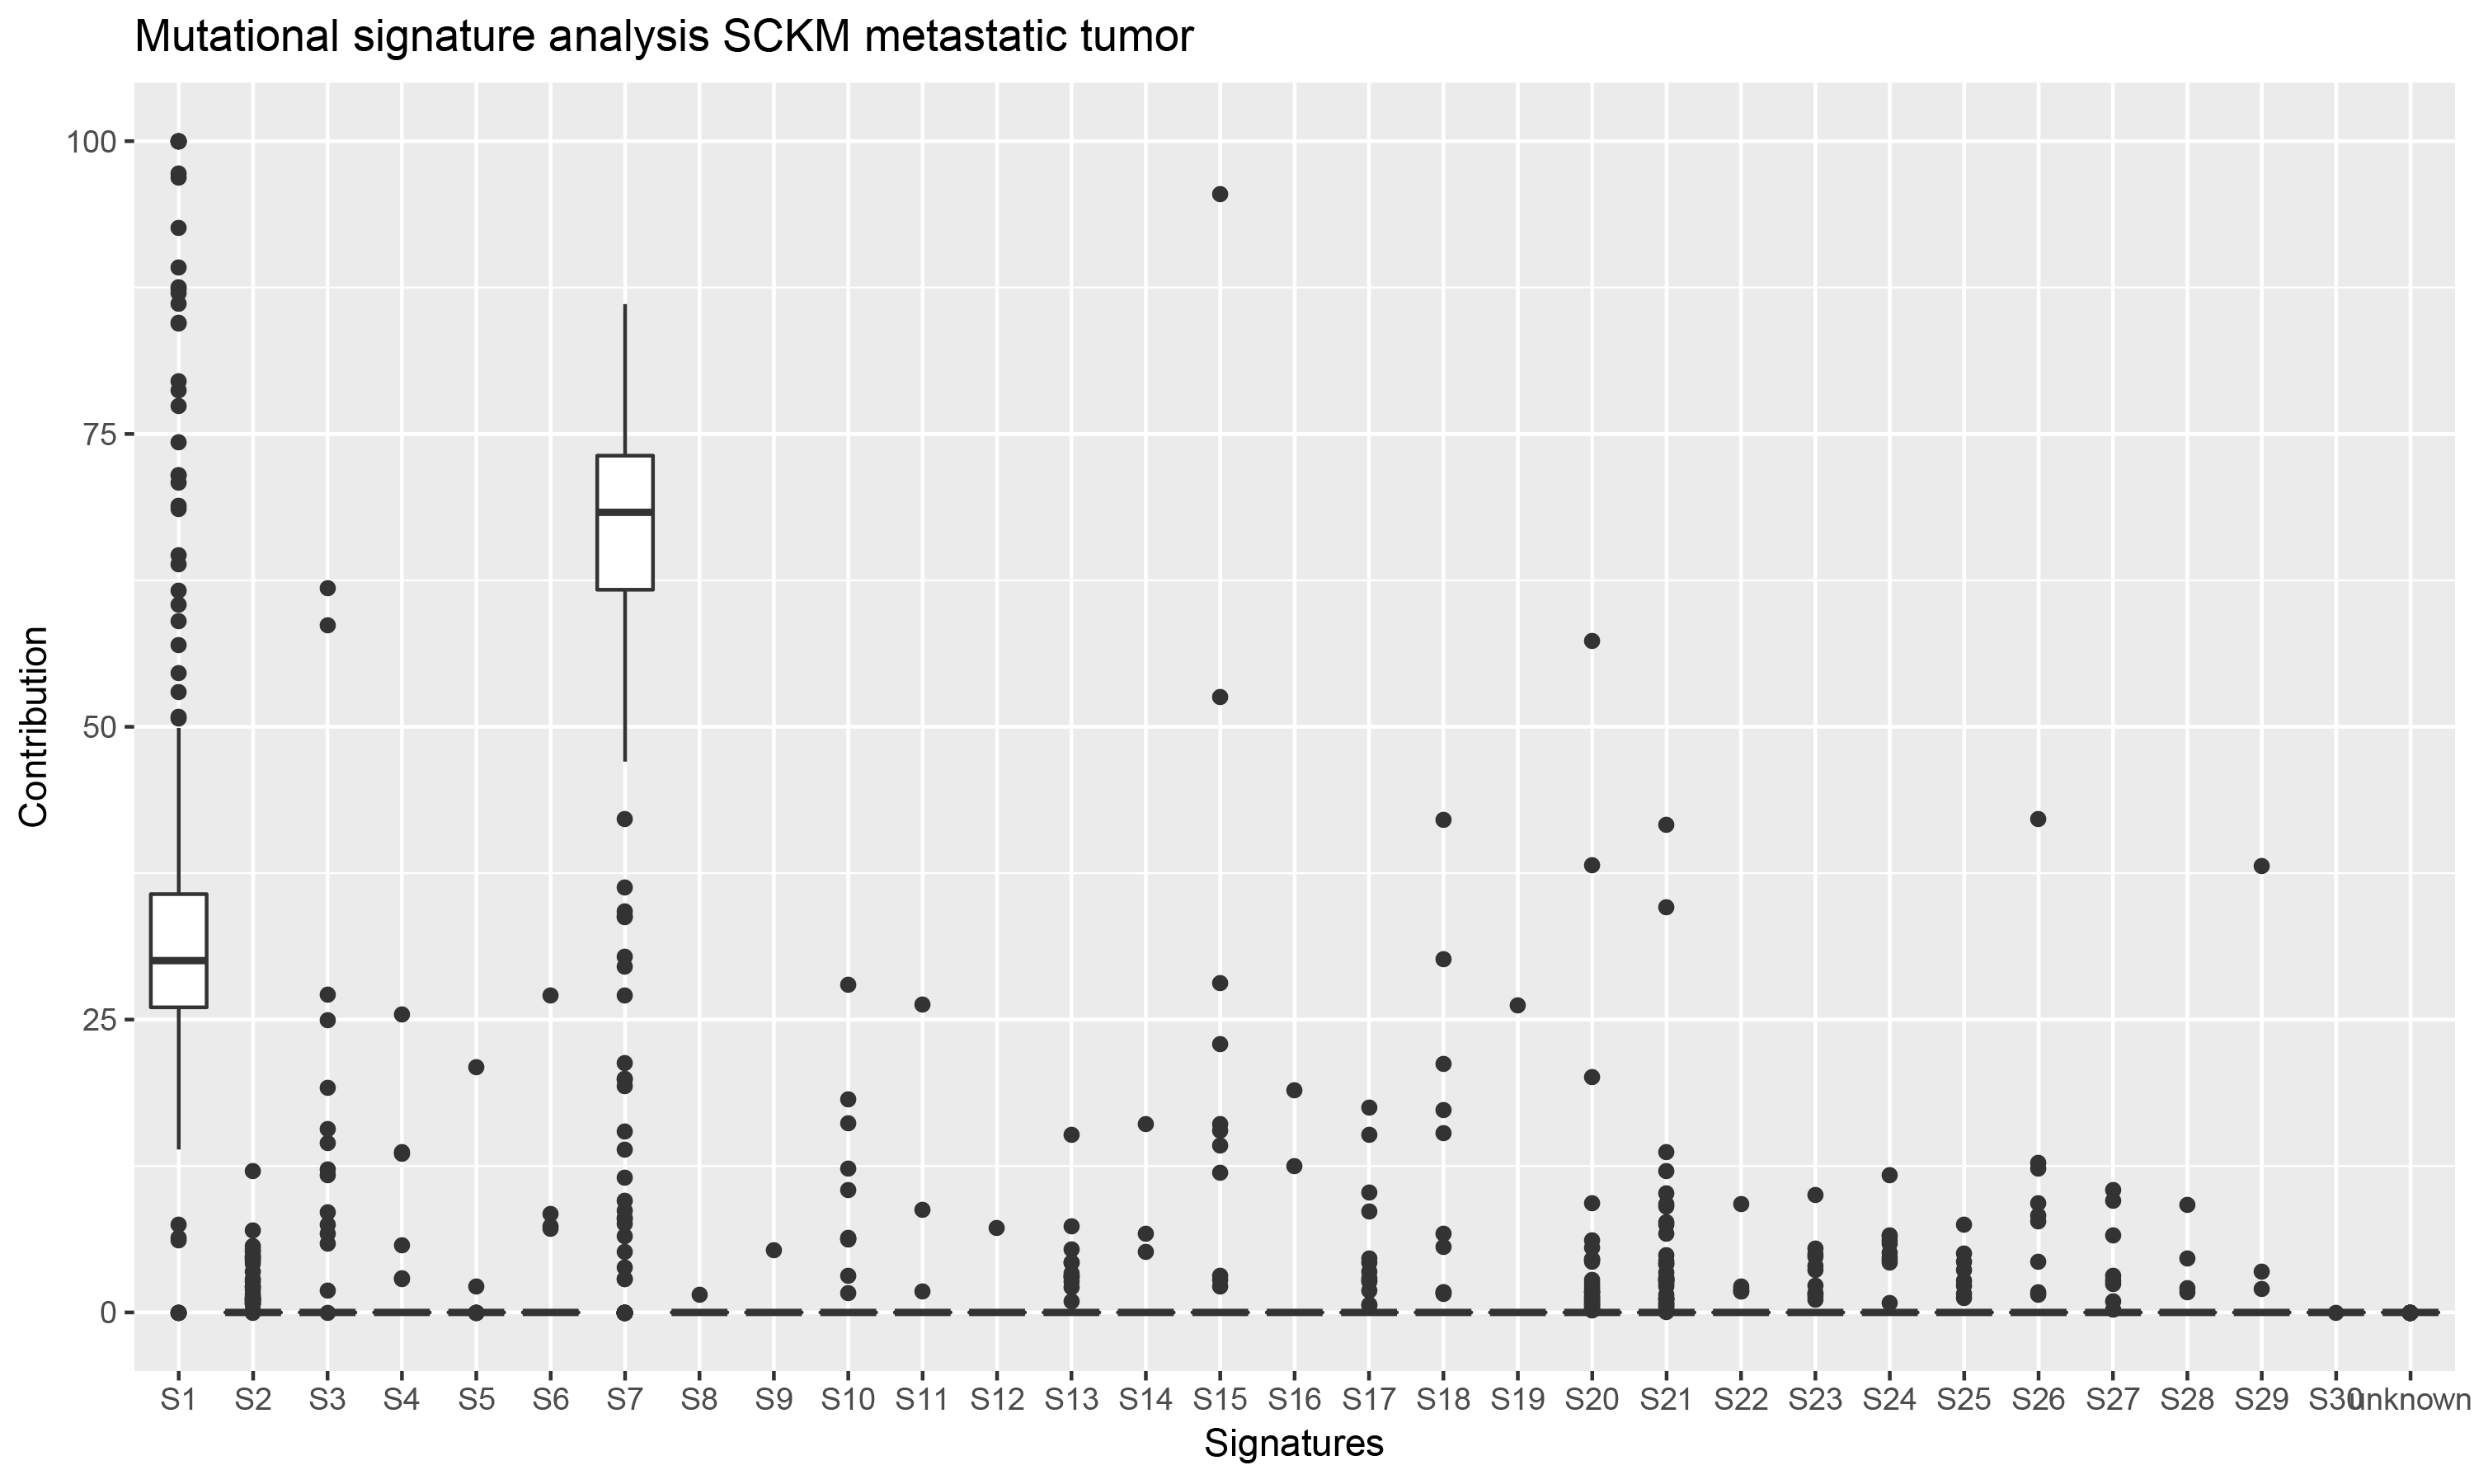 Mutational signature analysis SCKM metastatic tumor
100
75
50
25
0
Contribution
S1 S2 S3 S4 S5 S6 S7 S8 S9 S10 S11 S12 S13 S14 S15 S16 S17 S18 S19 S20 S21 S22 S23 S24 S25 S26 S27 S28 S29 S30 unknown
Signatures